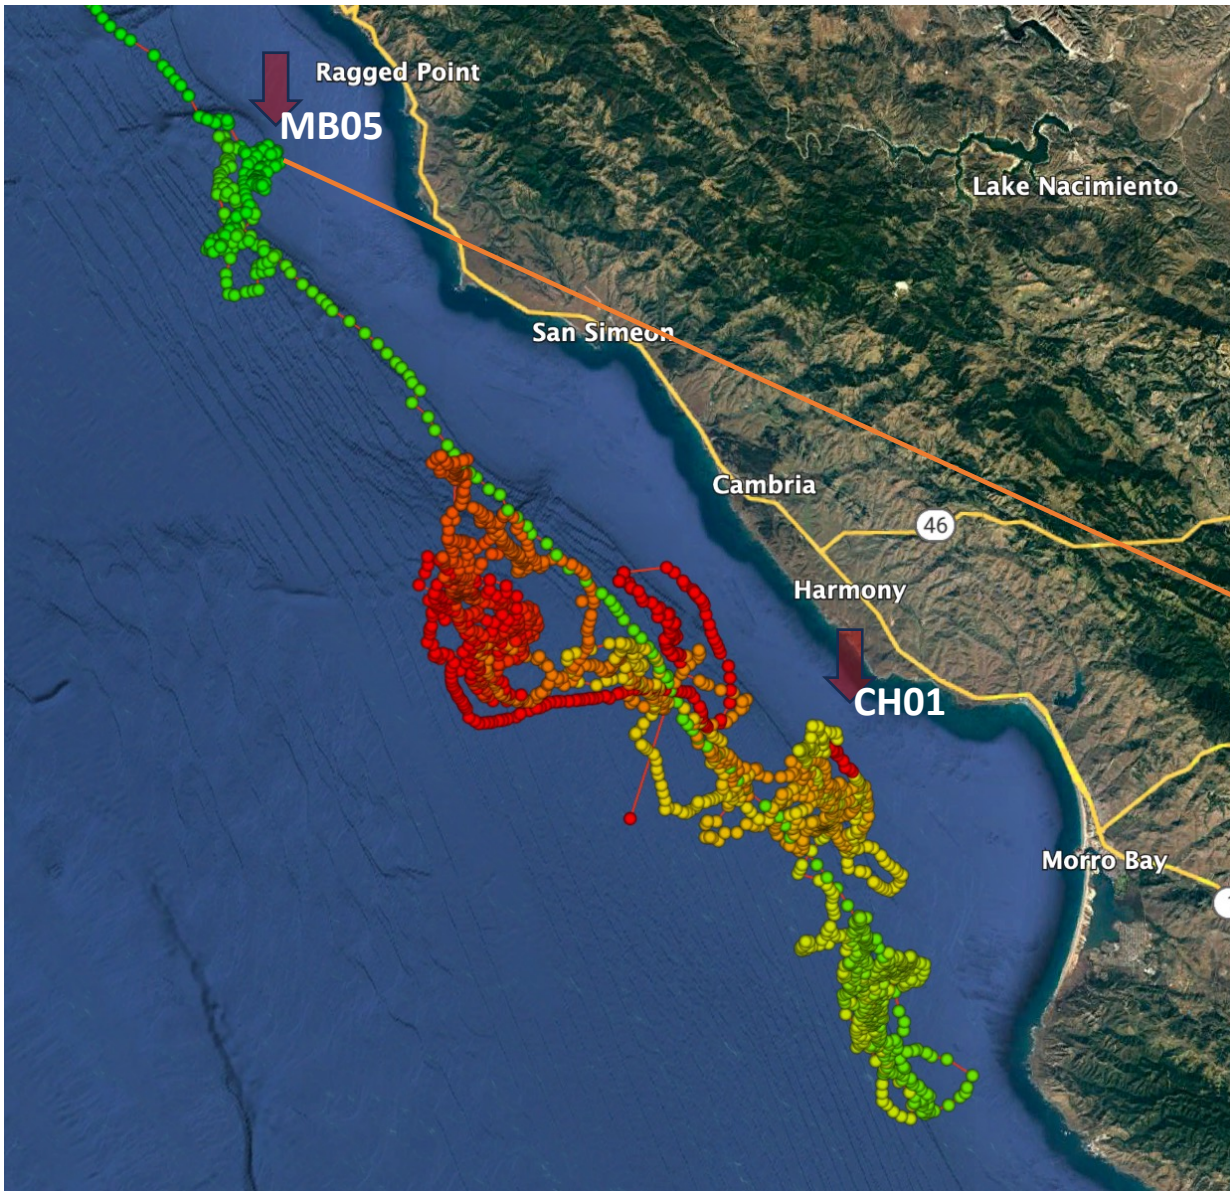 Ragged Point
MB05
Lake Nacimiento
San Simeon
Cambria
46
Harmony
CH01
Morro Bay